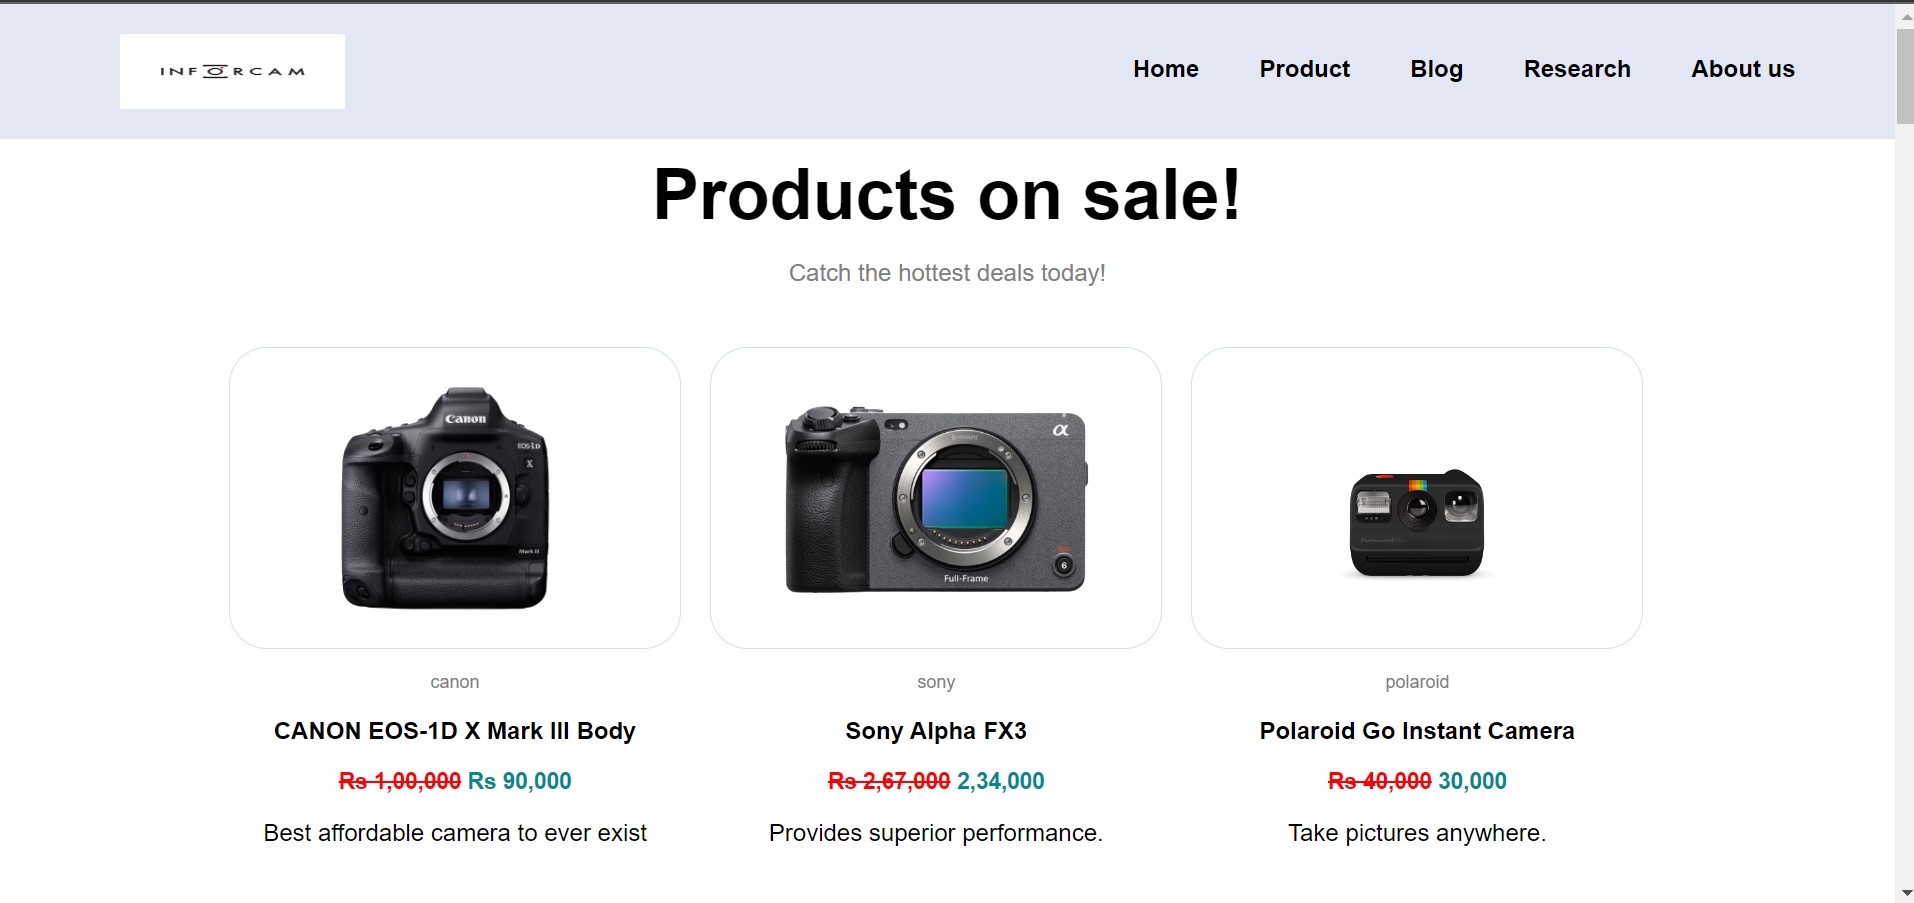 INFORCAM
Home Product Blog Research About us
Products on sale!
Catch the hottest deals today!
Canon
EOS-1D
X
Mark III
E-mount
α
6
Full-Frame
Polaroid Go
canon
CANON EOS-1D X Mark III Body
Rs 1,00,000 Rs 90,000
Best affordable camera to ever exist
sony
Sony Alpha FX3
Rs 2,67,000 2,34,000
Provides superior performance.
polaroid
Polaroid Go Instant Camera
Rs 40,000 30,000
Take pictures anywhere.